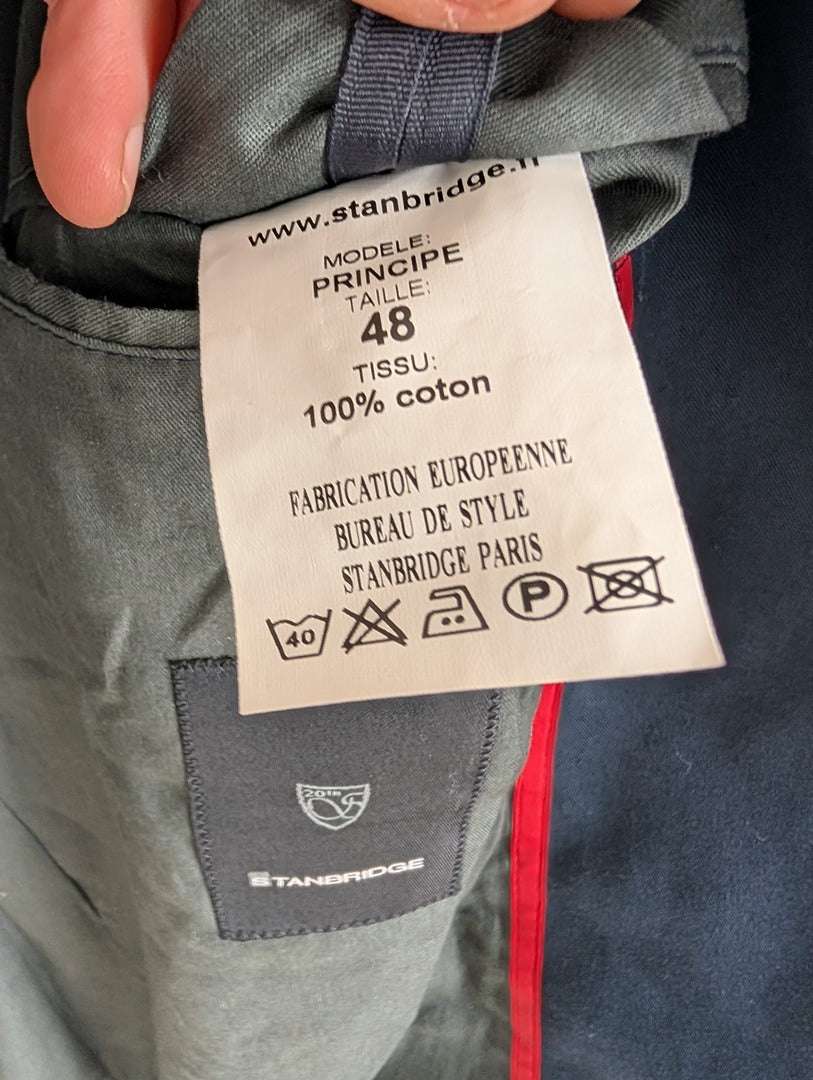 www.stanbridge.fr
MODELE:
PRINCIPE
TAILLE:
48
TISSU:
100% coton
FABRICATION EUROPEENNE
BUREAU DE STYLE
STANBRIDGE PARIS
40
P
20TH
STANBRIDGE